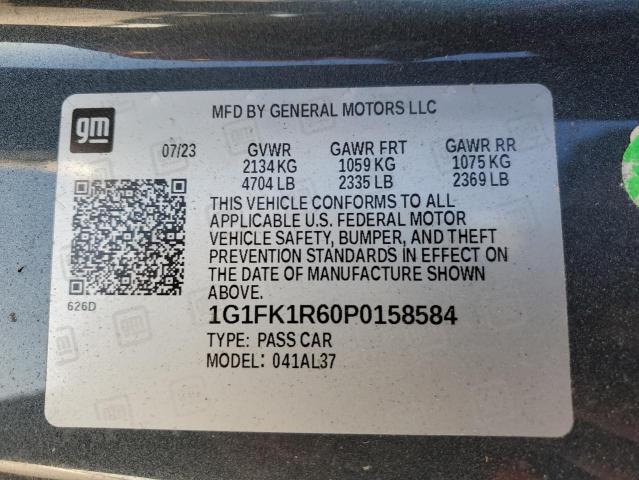 gm
MFD BY GENERAL MOTORS LLC
07/23 GVWR GAWR FRT GAWR RR
2134 KG 1059 KG 1075 KG
4704 LB 2335 LB 2369 LB
THIS VEHICLE CONFORMS TO ALL
APPLICABLE U.S. FEDERAL MOTOR
VEHICLE SAFETY, BUMPER, AND THEFT
PREVENTION STANDARDS IN EFFECT ON
THE DATE OF MANUFACTURE SHOWN
ABOVE.
626D
1G1FK1R60P0158584
TYPE: PASS CAR
MODEL: 041AL37